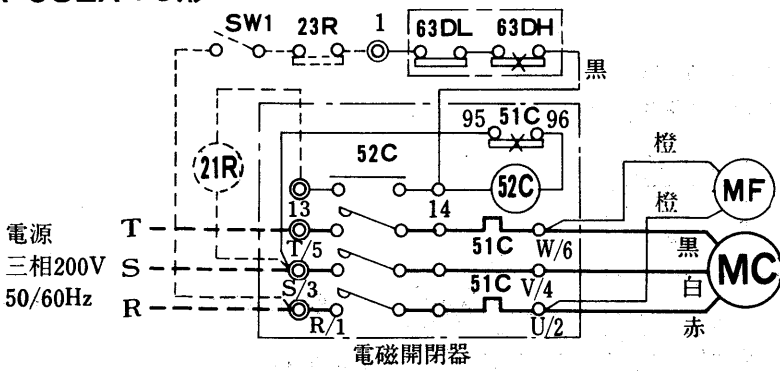 SW1 23R 1 63DL 63DH
黒
95 51C 96
52C
21R
52C
13 14
橙
橙
MF
電源
三相200V
50/60Hz
T T/5 51C W/6 黒
S S/3 51C V/4 白
MC
R R/1 U/2 赤
電磁開閉器